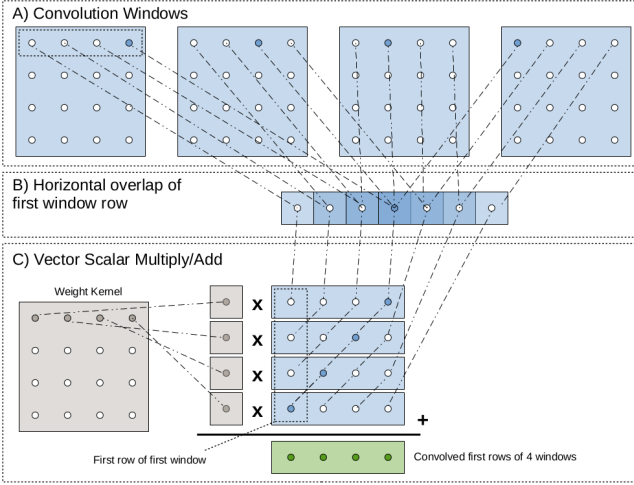 A) Convolution Windows
B) Horizontal overlap of
first window row
C) Vector Scalar Multiply/Add
Weight Kernel
x
x
x
x
+
First row of first window
Convolved first rows of 4 windows